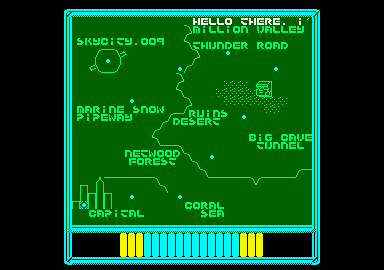 HELLO THERE. i
MILLION VALLEY
SKYCITY.009
THUNDER ROAD
MARINE SNOW
PIPEWAY
RUINS
DESERT
BIG CAVE
TUNNEL
NETWOOD
FOREST
CAPITAL
CORAL
SEA